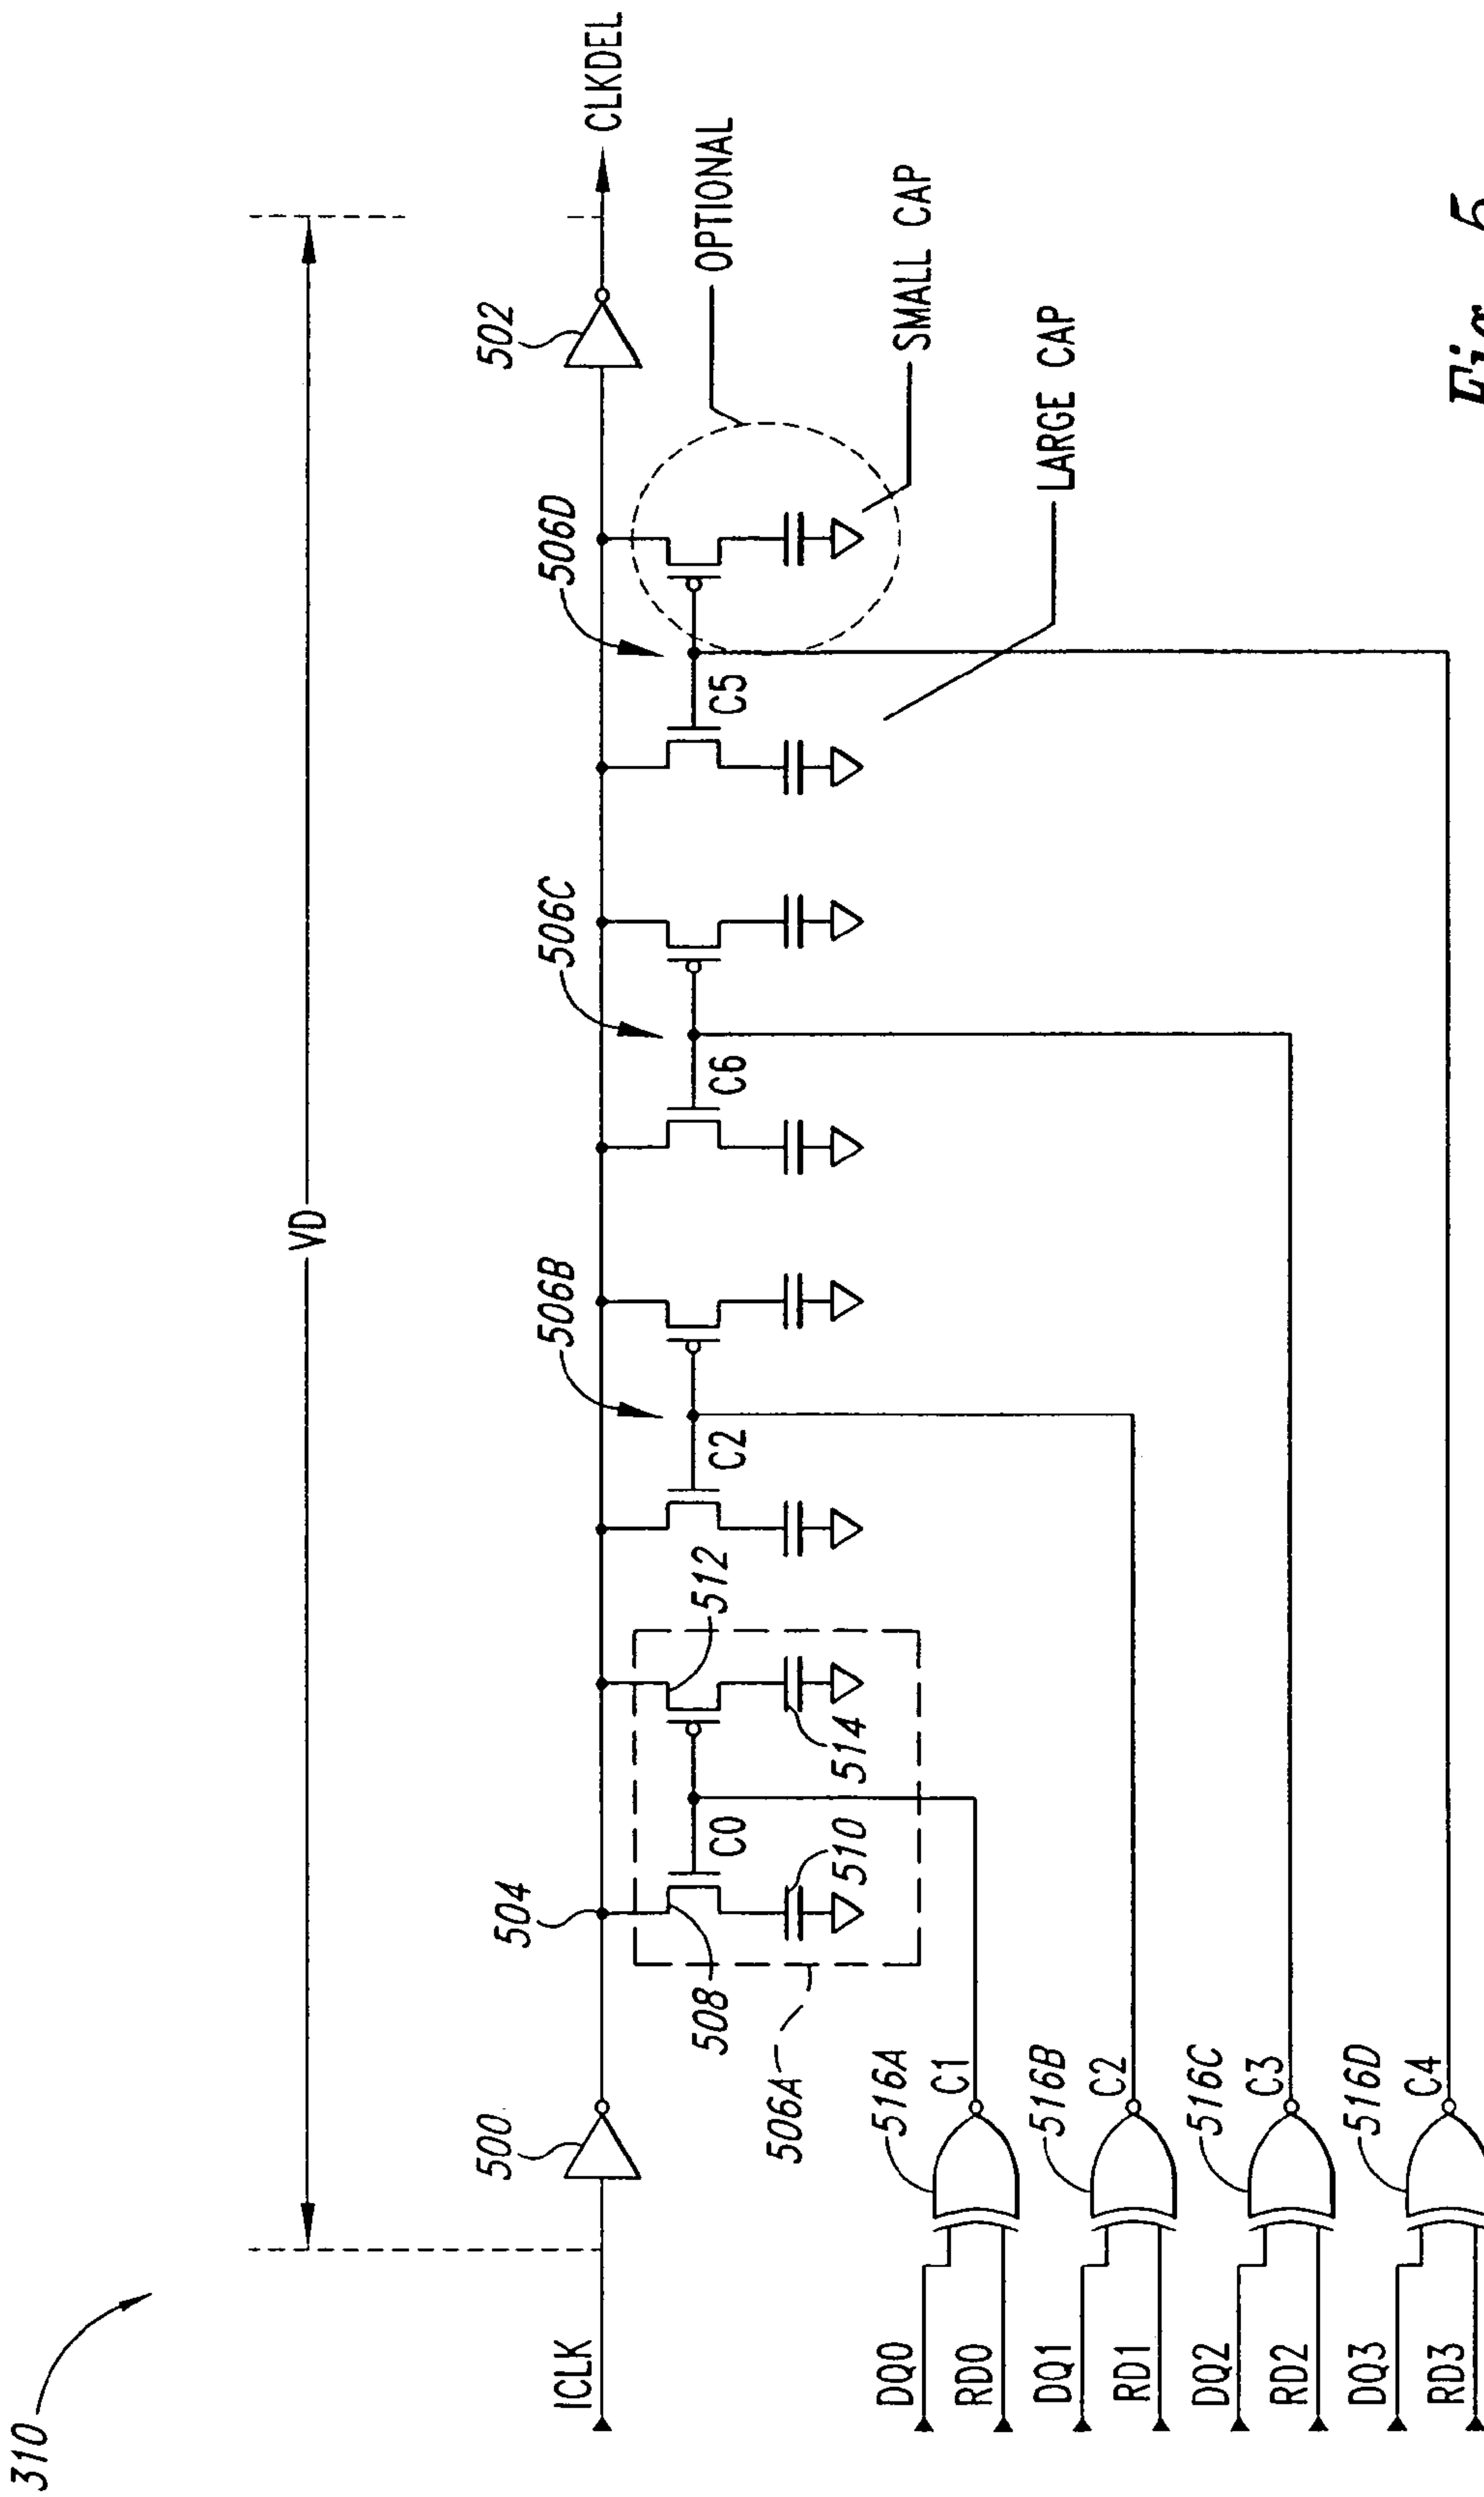 310
VD
500
504
502
ICLK
CLKDEL
506B
506C
506D
OPTIONAL
SMALL CAP
LARGE CAP
508
C0
512
C2
C6
C5
510
514
506A
516A
C1
DQ0
RD0
516B
C2
DQ1
RD1
516C
C3
DQ2
RD2
516D
C4
DQ3
RD3